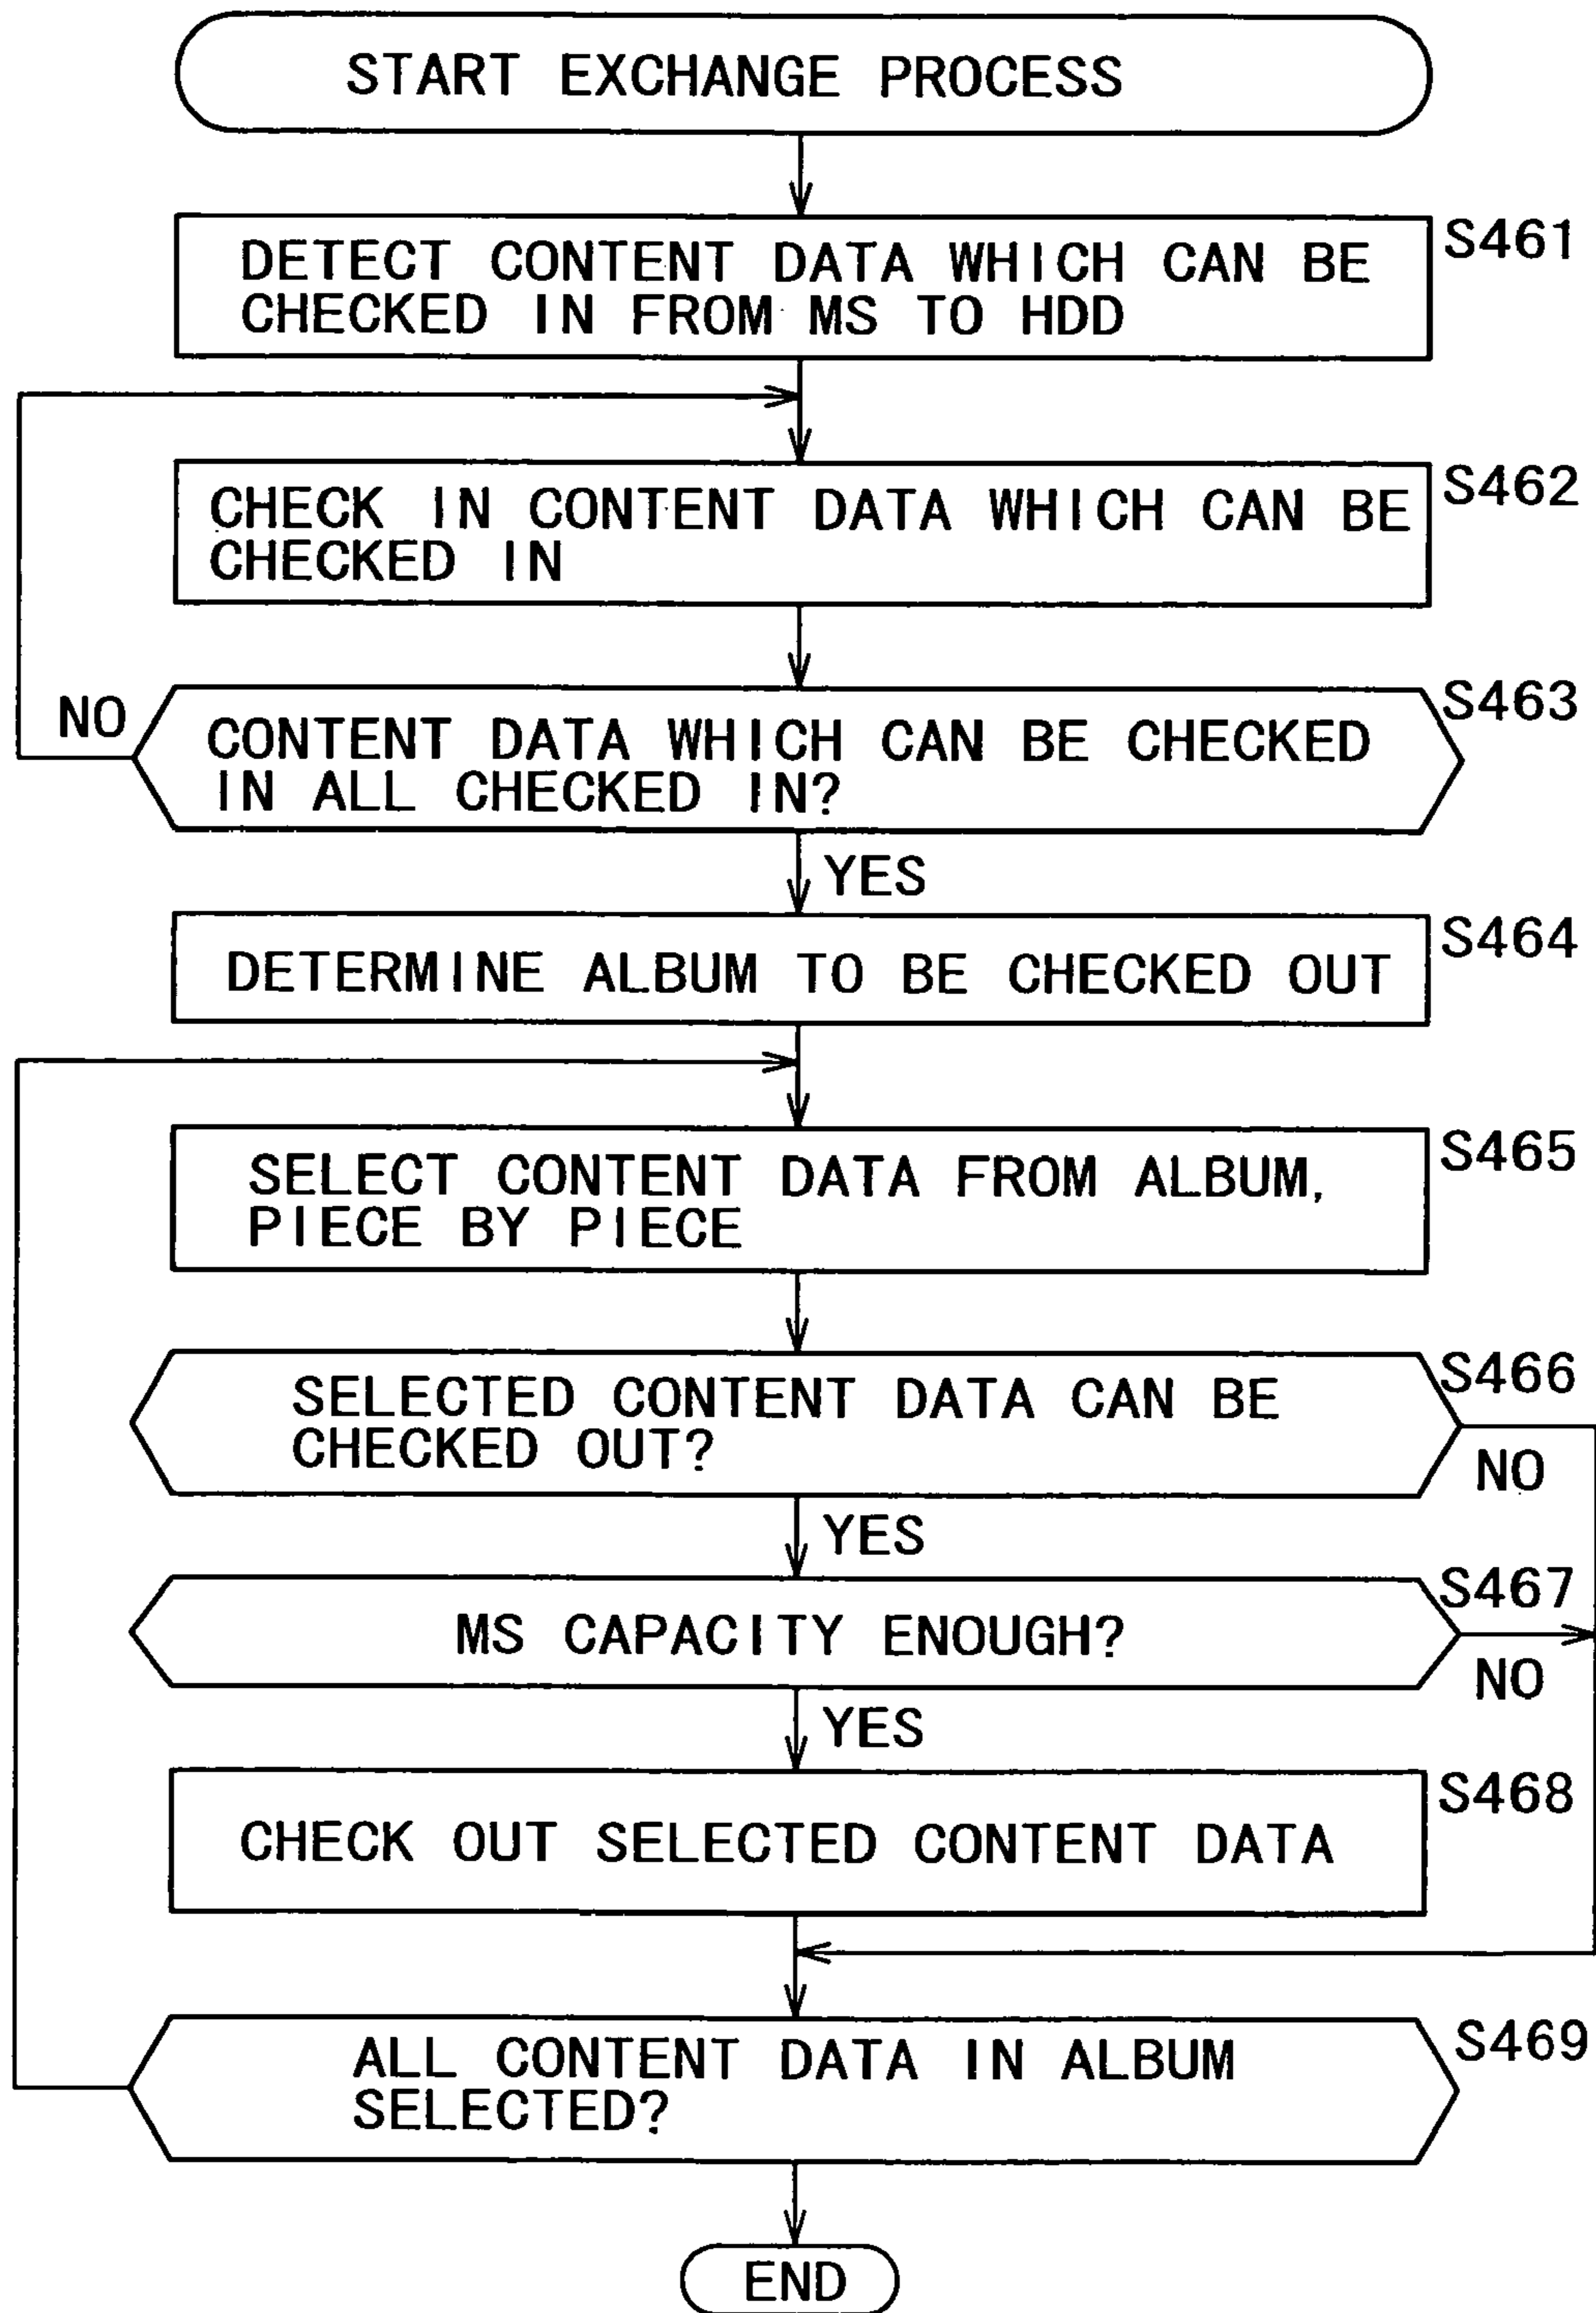 START EXCHANGE PROCESS
S461
DETECT CONTENT DATA WHICH CAN BE
CHECKED IN FROM MS TO HDD
S462
CHECK IN CONTENT DATA WHICH CAN BE
CHECKED IN
S463
NO
CONTENT DATA WHICH CAN BE CHECKED
IN ALL CHECKED IN?
YES
S464
DETERMINE ALBUM TO BE CHECKED OUT
S465
SELECT CONTENT DATA FROM ALBUM,
PIECE BY PIECE
S466
SELECTED CONTENT DATA CAN BE
CHECKED OUT?
NO
YES
S467
MS CAPACITY ENOUGH?
NO
YES
S468
CHECK OUT SELECTED CONTENT DATA
S469
ALL CONTENT DATA IN ALBUM
SELECTED?
END